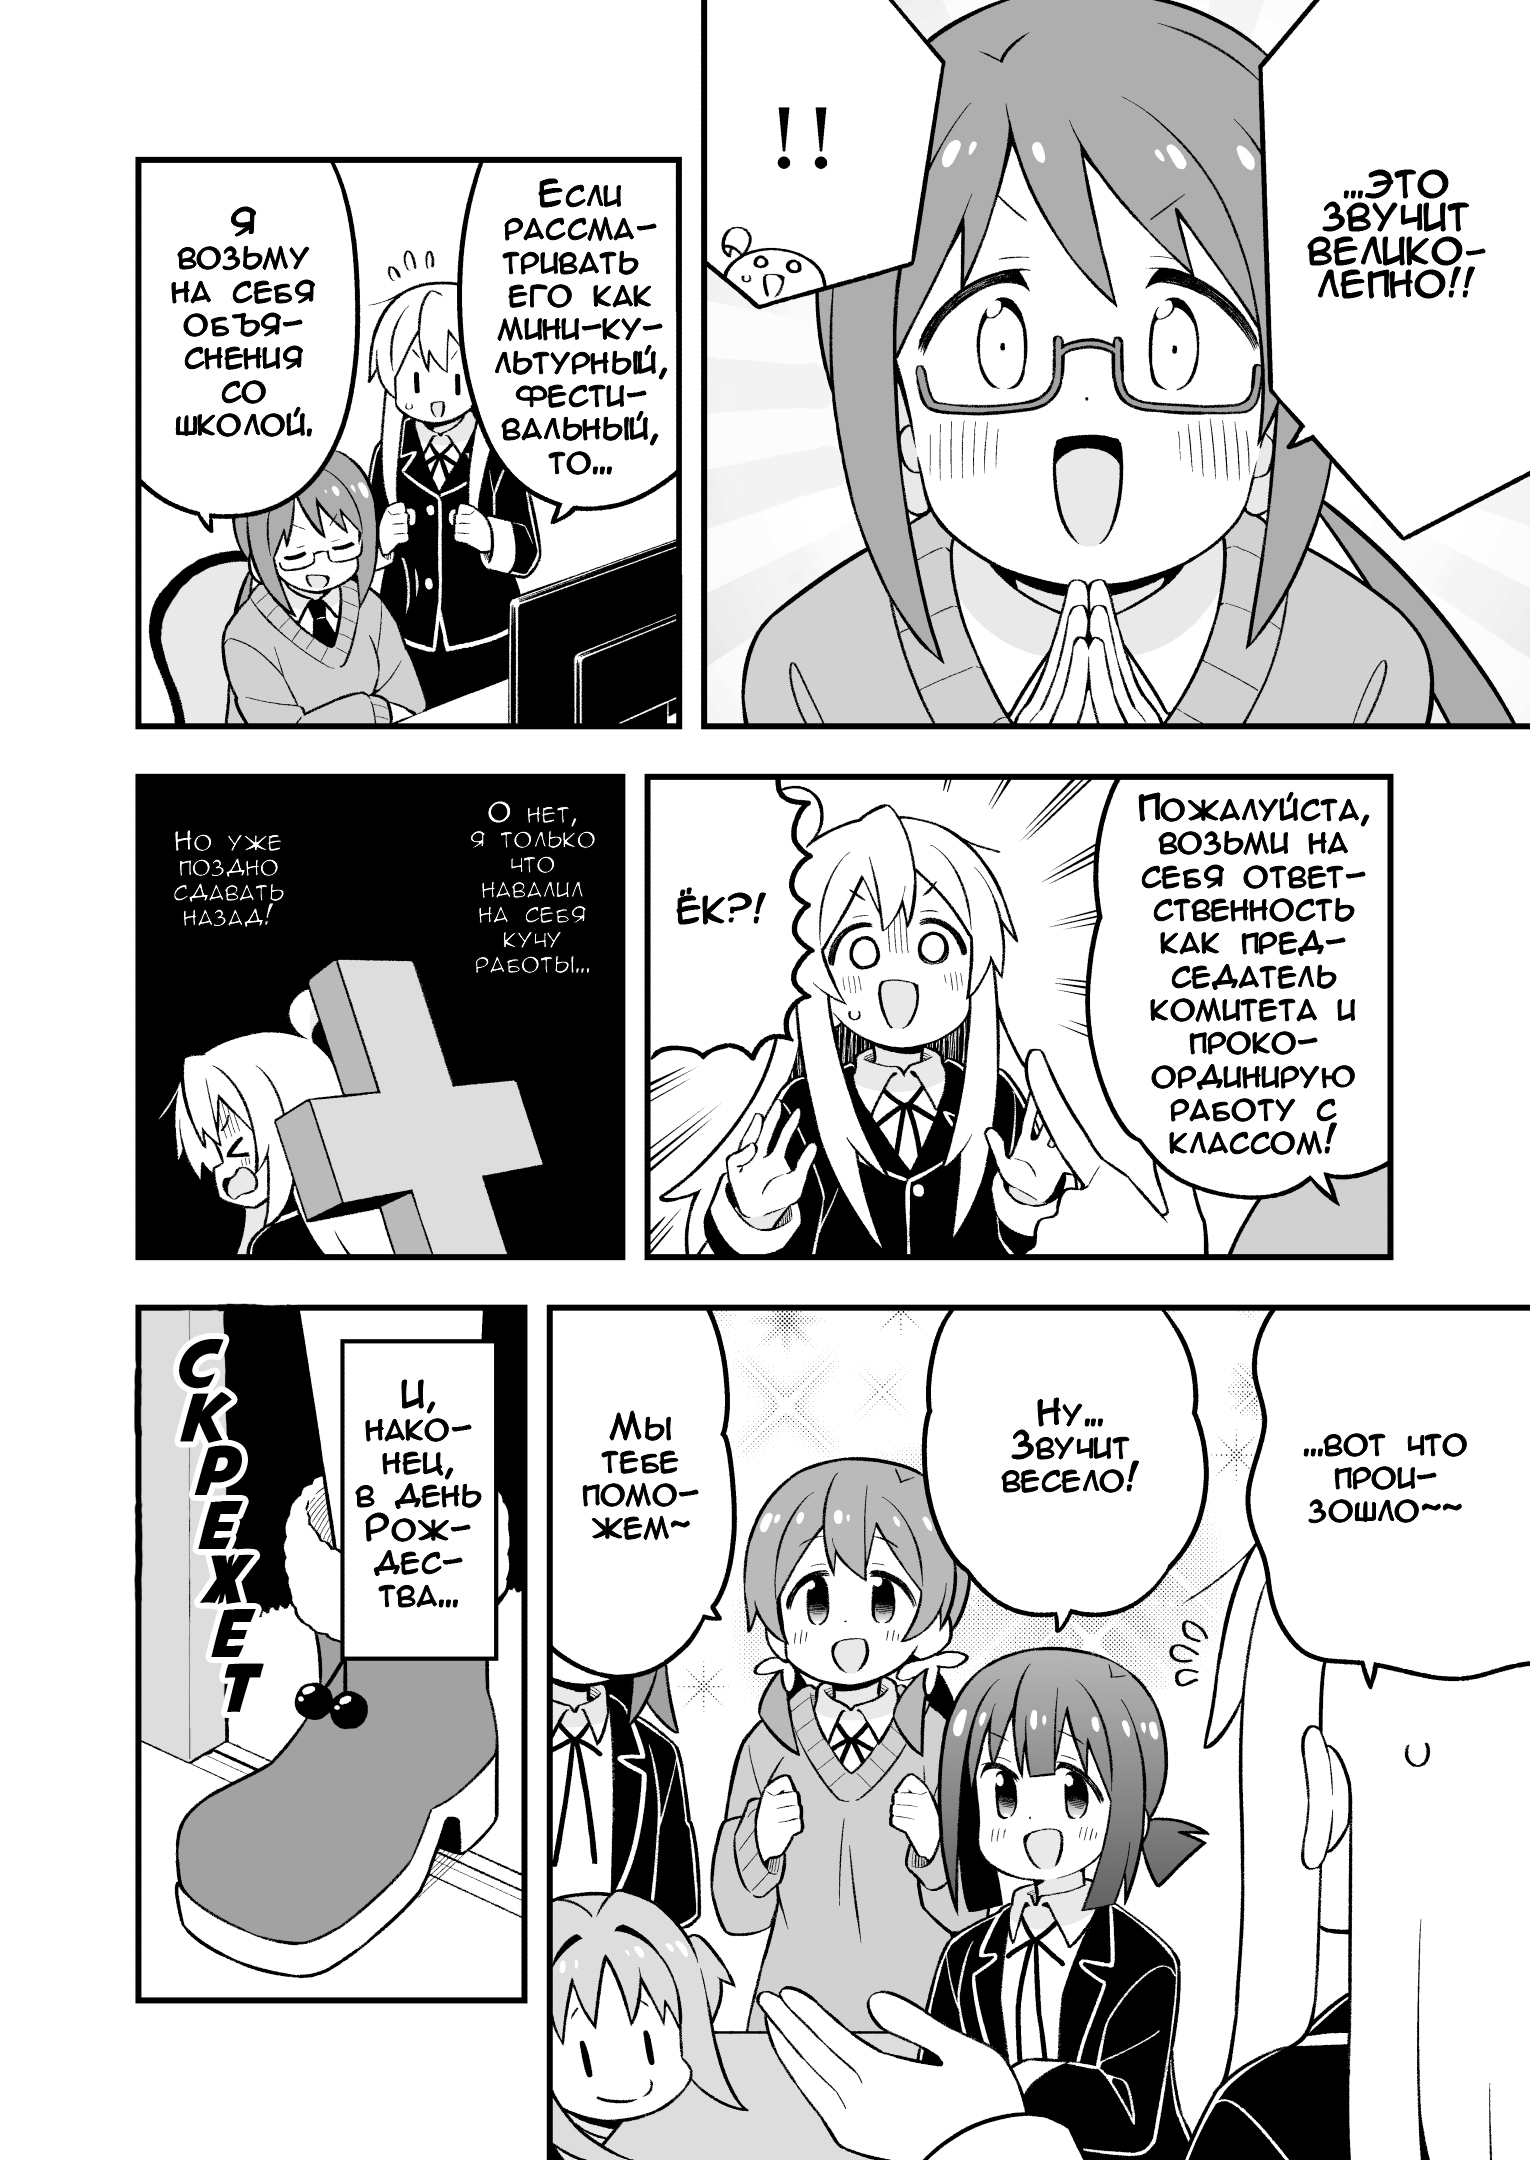 ...это
звучит
велико-
лепно!!
!!
Если
рассма-
тривать
его как
мини-ку-
льтурный,
фести-
вальный,
то...
Я
возьму
на себя
объя-
снения
со
школой.
Пожалуйста,
возьми на
себя ответ-
ственность
как пред-
седатель
комитета и
проко-
ординирую
работу с
классом!
Ёк?!
О нет,
я только
что
навалил
на себя
кучу
работы...
Но уже
поздно
сдавать
назад!
...вот что
прои-
зошло~~
Ну...
Звучит
весело!
Мы
тебе
помо-
жем~
И,
нако-
нец,
в день
Рож-
дес-
тва...
СКРЕЖЕТ